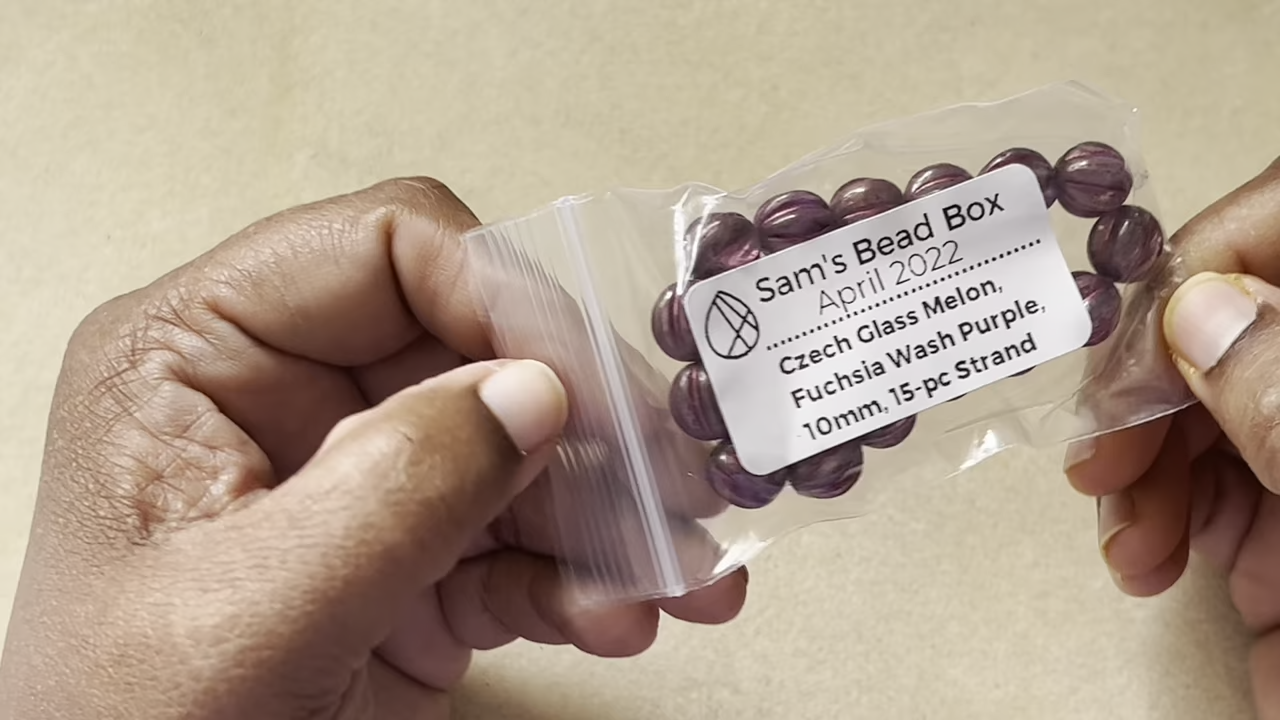 Sam's Bead Box
April 2022
Czech Glass Melon,
Fuchsia Wash Purple,
10mm, 15-pc Strand